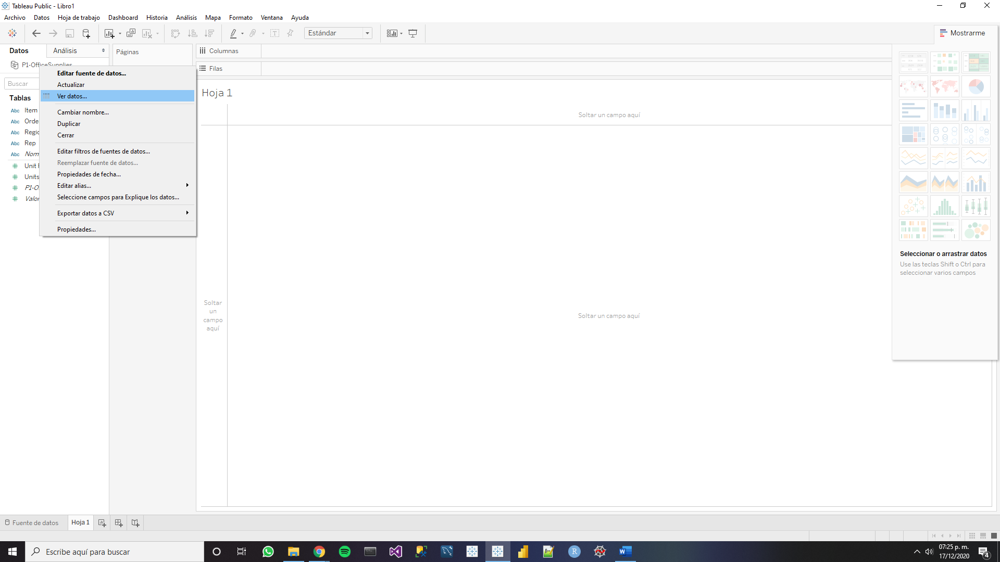 Tableau Public - Libro1
Archivo Datos Hoja de trabajo Dashboard Historia Análisis Mapa Formato Ventana Ayuda
Estándar
Mostrarme
Datos Análisis
P1-OfficeSupplies
Páginas
Columnas
Filas
Buscar
Tablas
Abc Item
Abc Orde
Abc Regio
Abc Rep
Abc Nom
Unit
Units
P1-O
Valor
Editar fuente de datos...
Actualizar
Ver datos...
Cambiar nombre...
Duplicar
Cerrar
Editar filtros de fuentes de datos...
Reemplazar fuente de datos...
Propiedades de fecha...
Editar alias...
Seleccione campos para Explique los datos...
Exportar datos a CSV
Propiedades...
Hoja 1
Soltar un campo aquí
Soltar
un
campo
aquí
Soltar un campo aquí
Seleccionar o arrastrar datos
Use las teclas Shift o Ctrl para
seleccionar varios campos
Fuente de datos
Hoja 1
Escribe aquí para buscar
R
W
07:25 p. m.
17/12/2020
4